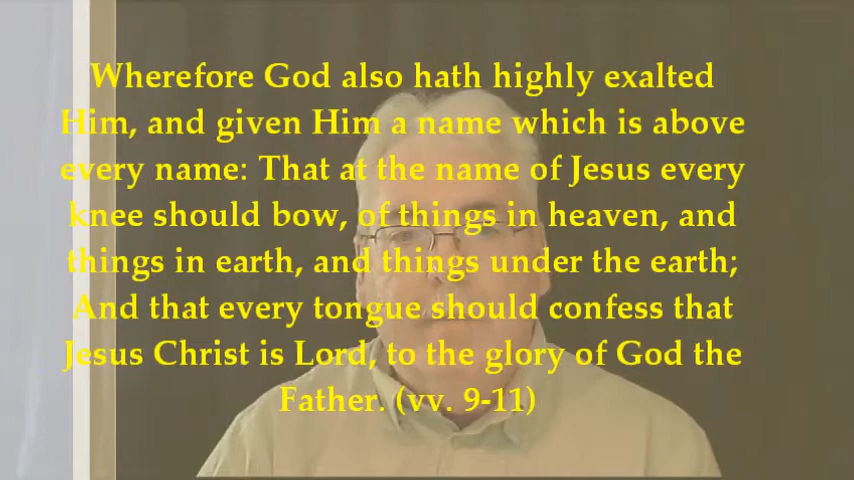 Wherefore God also hath highly exalted
Him, and given Him a name which is above
every name: That at the name of Jesus every
knee should bow, of things in heaven, and
things in earth, and things under the earth;
And that every tongue should confess that
Jesus Christ is Lord, to the glory of God the
Father. (vv. 9-11)